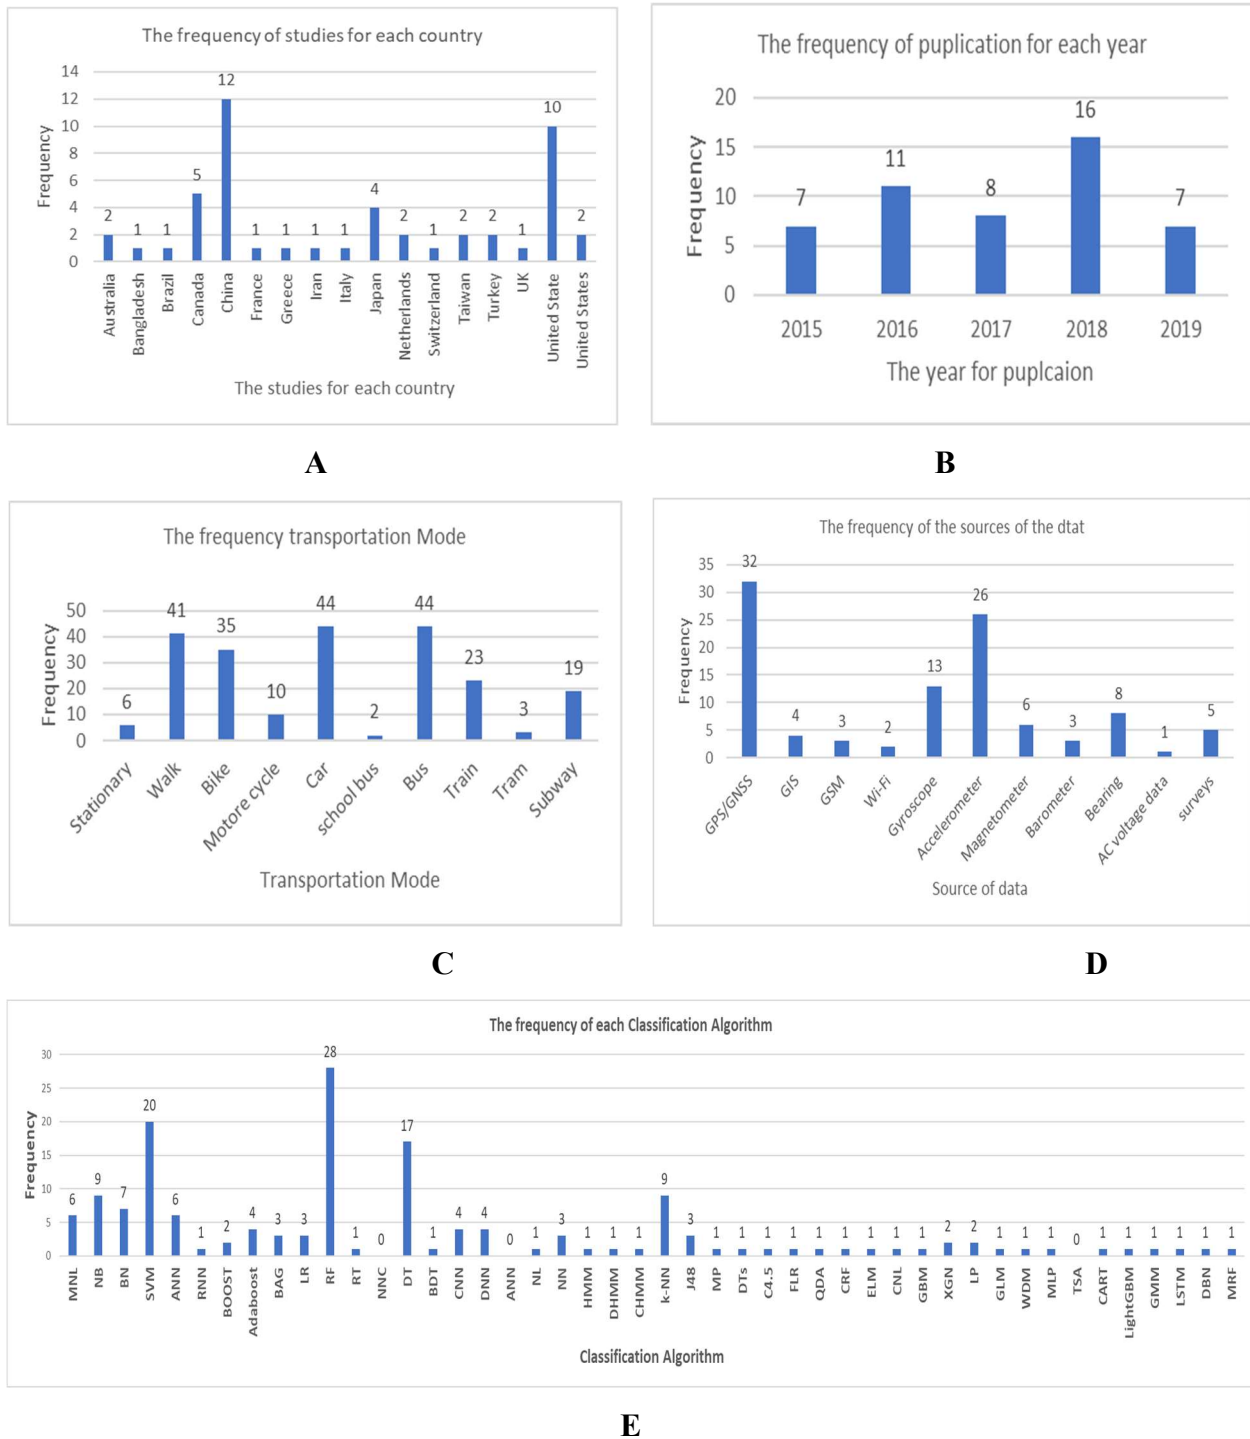 The frequency of studies for each country
Frequency
14
12
10
8
6
4
2
0
2 1 1 5 12 1 1 1 1 4 2 1 2 2 1 10 2
Australia
Bangladesh
Brazil
Canada
China
France
Greece
Iran
Italy
Japan
Netherlands
Switzerland
Taiwan
Turkey
UK
United State
United States
The studies for each country
A
The frequency of puplication for each year
Frequency
20
15
10
5
0
7 11 8 16 7
2015 2016 2017 2018 2019
The year for puplcaion
B
The frequency transportation Mode
Frequency
50
40
30
20
10
0
6 41 35 10 44 2 44 23 3 19
Stationary
Walk
Bike
Motore cycle
Car
school bus
Bus
Train
Tram
Subway
Transportation Mode
C
The frequency of the sources of the dtat
Frequency
35
30
25
20
15
10
5
0
32 4 3 2 13 26 6 3 8 1 5
GPS/GNSS
GIS
GSM
Wi-Fi
Gyroscope
Accelerometer
Magnetometer
Barometer
Bearing
AC voltage data
surveys
Source of data
D
The frequency of each Classification Algorithm
Frequency
30
25
20
15
10
5
0
6 9 7 20 6 1 2 4 3 3 28 1 0 17 1 4 4 0 1 3 1 1 1 9 3 1 1 1 1 1 1 1 1 1 2 2 1 1 1 0 1 1 1 1 1 1
MNL
NB
BN
SVM
ANN
RNN
BOOST
Adaboost
BAG
LR
RF
RT
NNC
DT
BDT
CNN
DNN
ANN
NL
NN
HMM
DHMM
CHMM
k-NN
J48
MP
DTs
C4.5
FLR
QDA
CRF
ELM
CNL
GBM
XGN
LP
GLM
WDM
MLP
TSA
CART
LightGBM
GMM
LSTM
DBN
MRF
Classification Algorithm
E